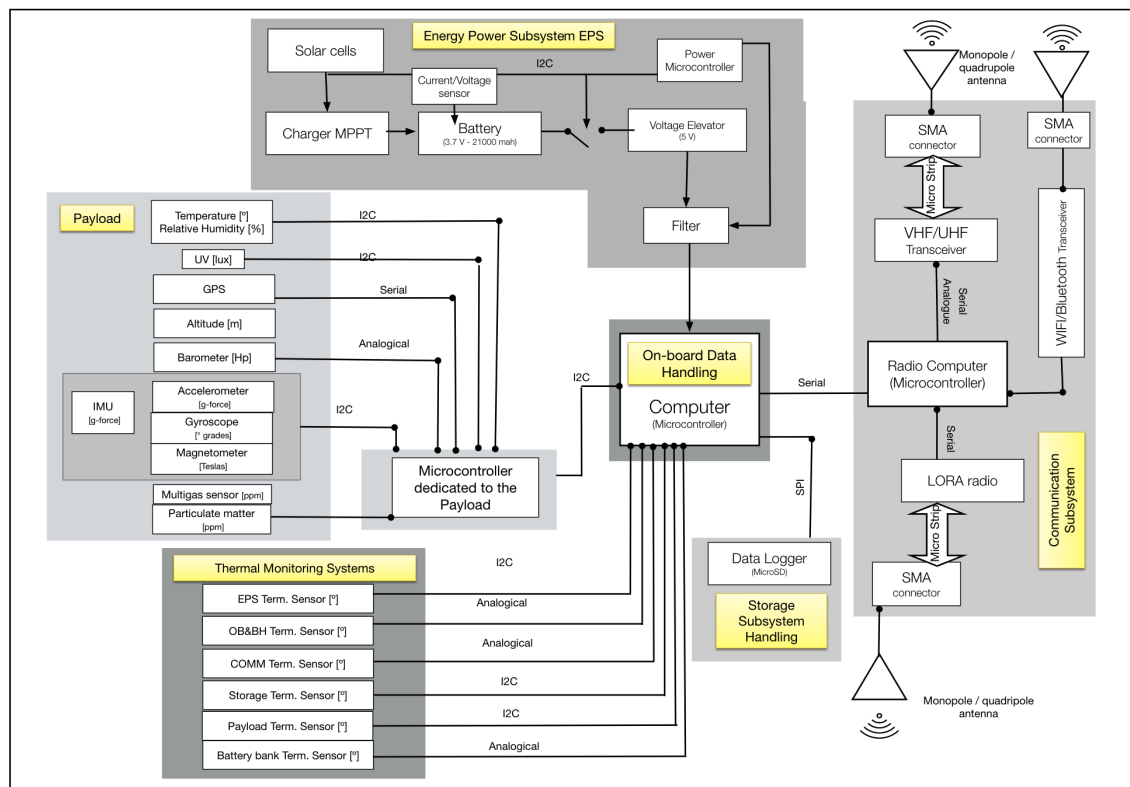 Energy Power Subsystem EPS
Solar cells
I2C
Power
Microcontroller
Current/Voltage
sensor
Charger MPPT
Battery
(3.7 V - 21000 mah)
Voltage Elevator
(5 V)
Filter
Payload
Temperature [º]
Relative Humidity [%]
I2C
UV [lux]
I2C
GPS
Serial
Altitude [m]
Barometer [Hp]
Analogical
IMU
[g-force]
Accelerometer
[g-force]
Gyroscope
[° grades]
Magnetometer
[Teslas]
I2C
Multigas sensor [ppm]
Particulate matter
[ppm]
Microcontroller
dedicated to the
Payload
I2C
On-board Data
Handling
Computer
(Microcontroller)
Serial
SPI
Data Logger
(MicroSD)
Storage
Subsystem
Handling
Thermal Monitoring Systems
EPS Term. Sensor [º]
I2C
OB&BH Term. Sensor [º]
Analogical
COMM Term. Sensor [º]
Analogical
Storage Term. Sensor [º]
I2C
Payload Term. Sensor [º]
I2C
Battery bank Term. Sensor [º]
Analogical
Monopole /
quadrupole
antenna
SMA
connector
SMA
connector
Micro Strip
VHF/UHF
Transceiver
WIFI/Bluetooth Transceiver
Serial
Analogue
Radio Computer
(Microcontroller)
Serial
LORA radio
Micro Strip
SMA
connector
Communication
Subsystem
Monopole / quadripole
antenna